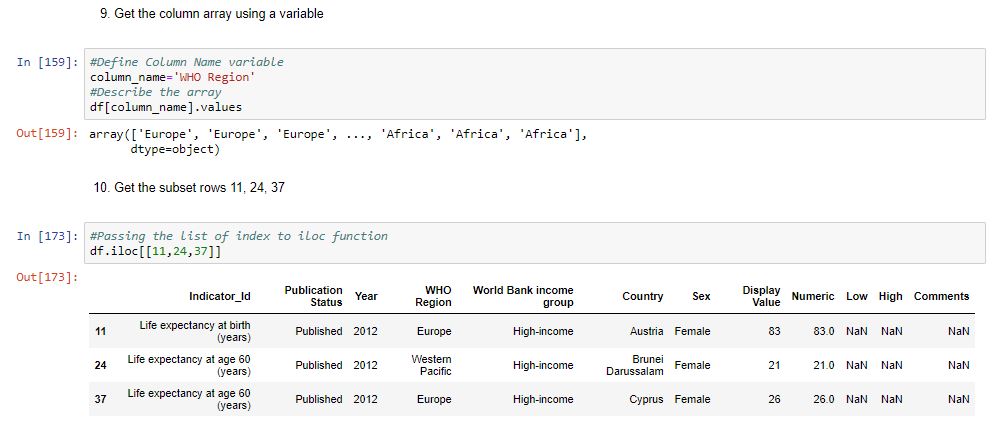 9. Get the column array using a variable
In [159]: #Define Column Name variable
column_name='WHO Region'
#Describe the array
df[column_name].values
Out[159]: array(['Europe', 'Europe', 'Europe', ..., 'Africa', 'Africa', 'Africa'],
dtype=object)
10. Get the subset rows 11, 24, 37
In [173]: #Passing the list of index to iloc function
df.iloc[[11,24,37]]
Out[173]:
Indicator_Id Publication Status Year WHO Region World Bank income group Country Sex Display Value Numeric Low High Comments
11 Life expectancy at birth (years) Published 2012 Europe High-income Austria Female 83 83.0 NaN NaN NaN
24 Life expectancy at age 60 (years) Published 2012 Western Pacific High-income Brunei Darussalam Female 21 21.0 NaN NaN NaN
37 Life expectancy at age 60 (years) Published 2012 Europe High-income Cyprus Female 26 26.0 NaN NaN NaN